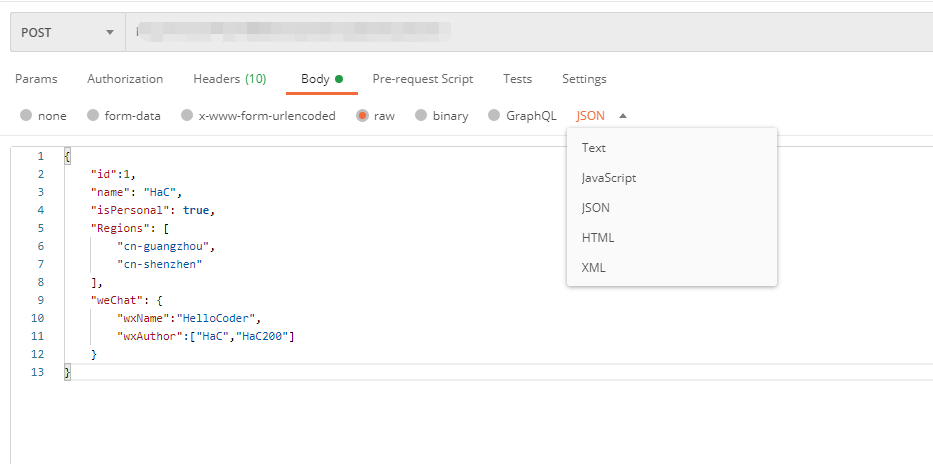 POST
Params Authorization Headers (10) Body Pre-request Script Tests Settings
none form-data x-www-form-urlencoded raw binary GraphQL JSON
Text
JavaScript
JSON
HTML
XML
1 {
2 "id":1,
3 "name": "HaC",
4 "isPersonal": true,
5 "Regions": [
6 "cn-guangzhou",
7 "cn-shenzhen"
8 ],
9 "weChat": {
10 "wxName":"HelloCoder",
11 "wxAuthor":["HaC","HaC200"]
12 }
13 }